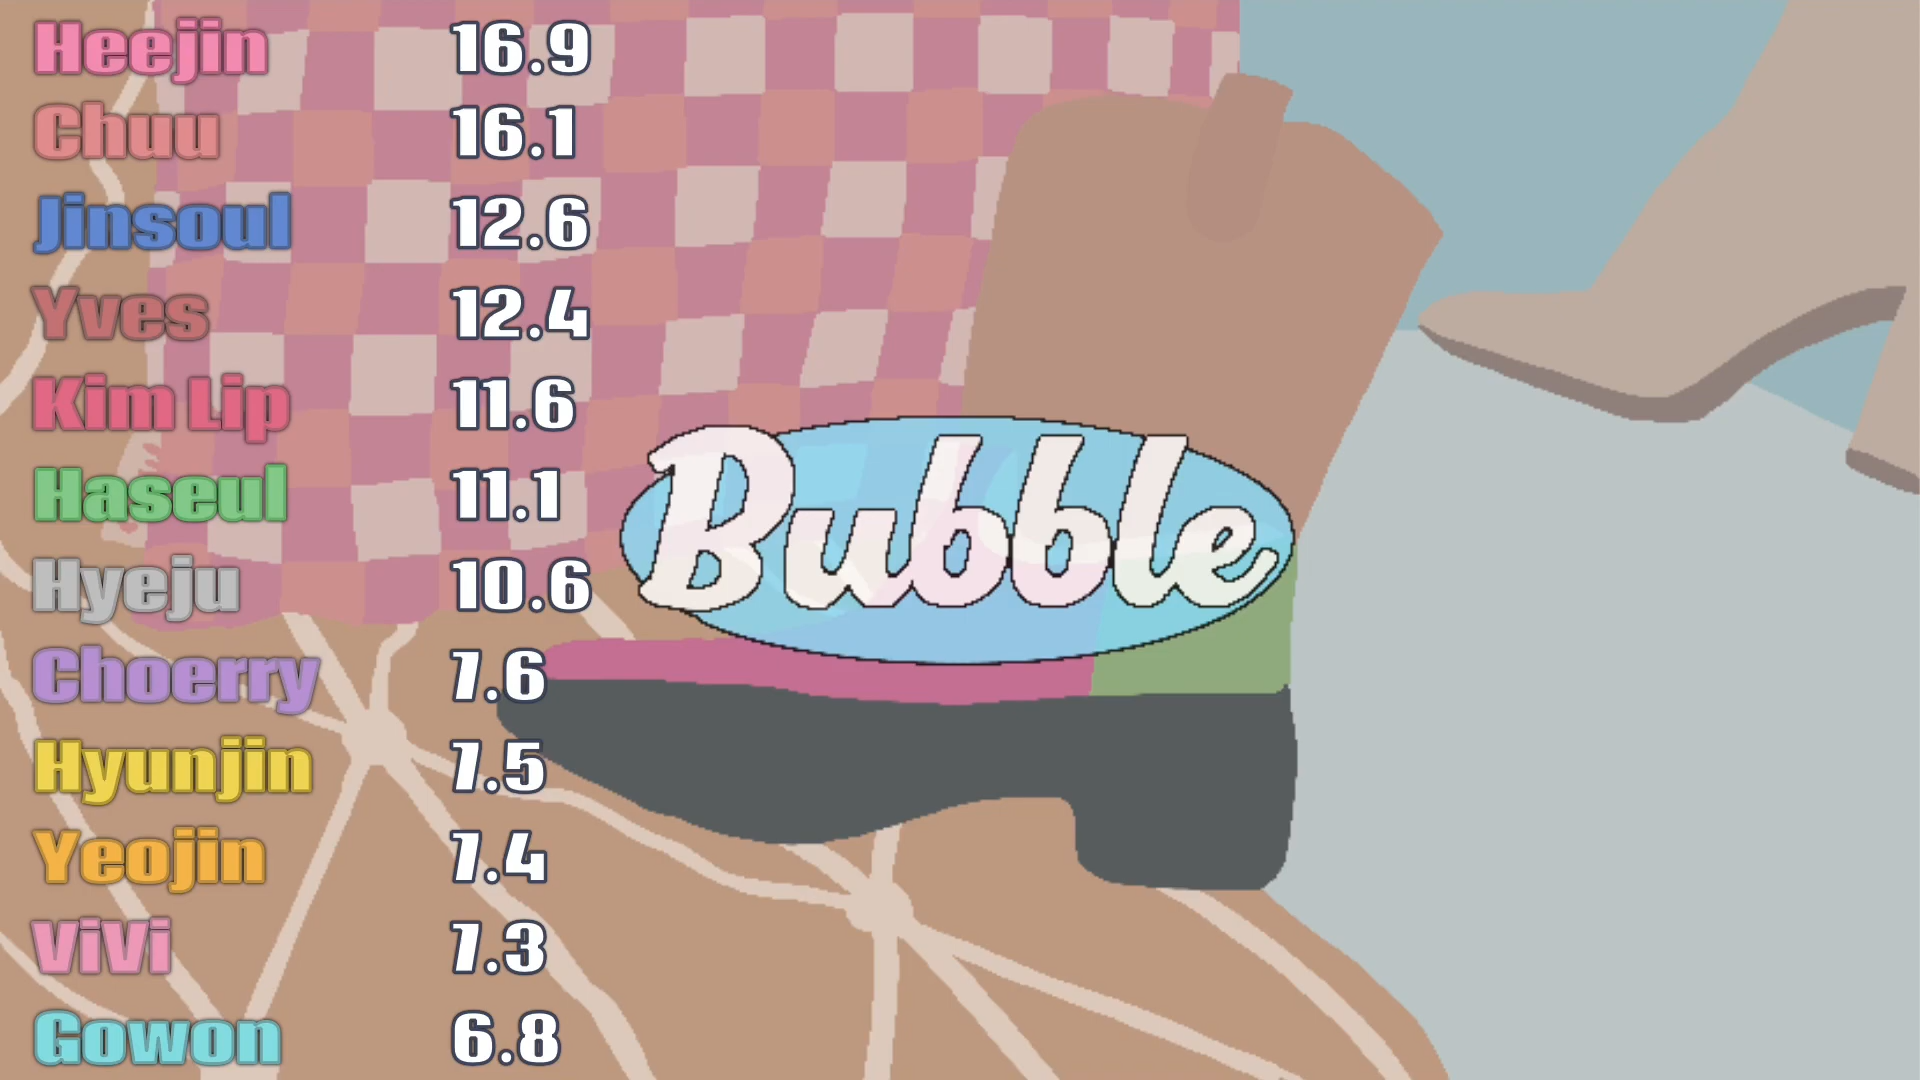 Heejin 16.9
Chuu 16.1
Jinsoul 12.6
Yves 12.4
Kim Lip 11.6
Haseul 11.1
Hyeju 10.6
Choerry 7.6
Hyunjin 7.5
Yeojin 7.4
ViVi 7.3
Gowon 6.8
Bubble